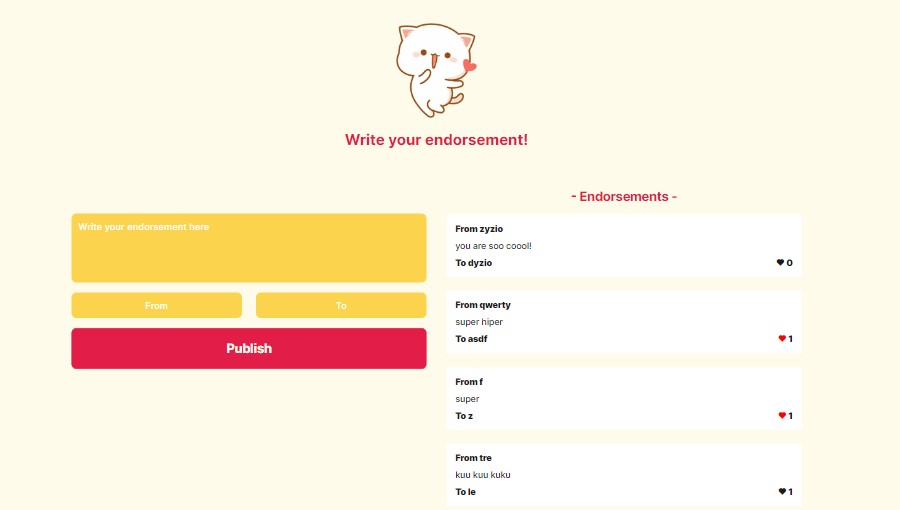 Write your endorsement!
Write your endorsement here
From
To
Publish
- Endorsements -
From zyzio
you are soo coool!
To dyzio
0
From qwerty
super hiper
To asdf
1
From f
super
To z
1
From tre
kuu kuu kuku
To le
1